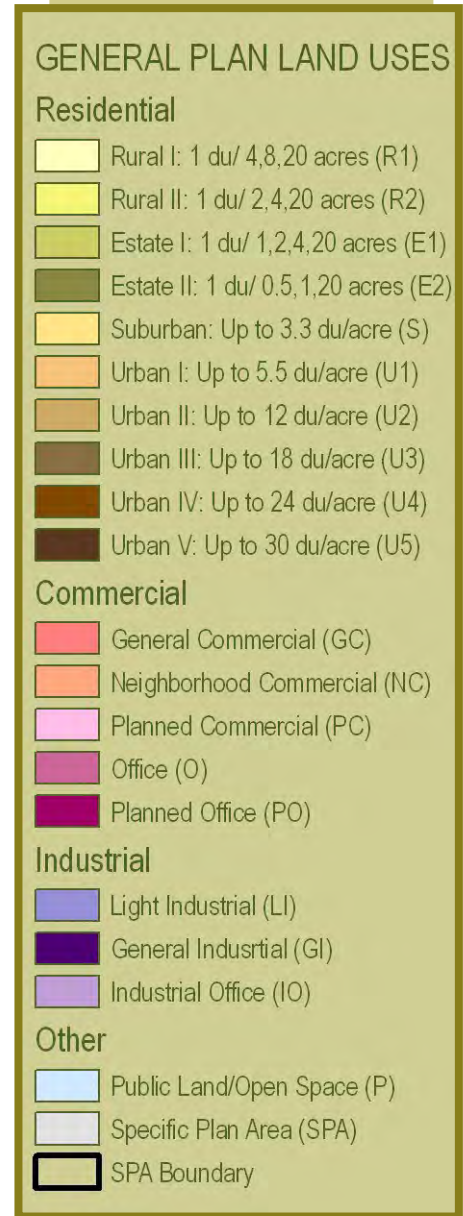 GENERAL PLAN LAND USES
Residential
Rural I: 1 du/ 4,8,20 acres (R1)
Rural II: 1 du/ 2,4,20 acres (R2)
Estate I: 1 du/ 1,2,4,20 acres (E1)
Estate II: 1 du/ 0.5,1,20 acres (E2)
Suburban: Up to 3.3 du/acre (S)
Urban I: Up to 5.5 du/acre (U1)
Urban II: Up to 12 du/acre (U2)
Urban III: Up to 18 du/acre (U3)
Urban IV: Up to 24 du/acre (U4)
Urban V: Up to 30 du/acre (U5)
Commercial
General Commercial (GC)
Neighborhood Commercial (NC)
Planned Commercial (PC)
Office (O)
Planned Office (PO)
Industrial
Light Industrial (LI)
General Indusrtial (GI)
Industrial Office (IO)
Other
Public Land/Open Space (P)
Specific Plan Area (SPA)
SPA Boundary